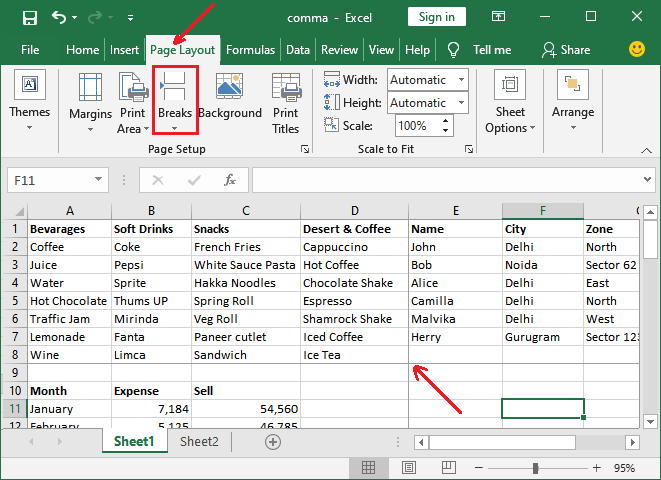 comma - Excel
Sign in
File Home Insert Page Layout Formulas Data Review View Help Tell me Share
Themes Margins Print Area Breaks Background Print Titles Width: Automatic Height: Automatic Scale: 100% Sheet Options Arrange
Page Setup Scale to Fit
F11 fx
A B C D E F
1 Bevarages Soft Drinks Snacks Desert & Coffee Name City Zone
2 Coffee Coke French Fries Cappuccino John Delhi North
3 Juice Pepsi White Sauce Pasta Hot Coffee Bob Noida Sector 62
4 Water Sprite Hakka Noodles Chocolate Shake Alice Delhi East
5 Hot Chocolate Thums UP Spring Roll Espresso Camilla Delhi North
6 Traffic Jam Mirinda Veg Roll Shamrock Shake Malvika Delhi West
7 Lemonade Fanta Paneer cutlet Iced Coffee Herry Gurugram Sector
8 Wine Limca Sandwich Ice Tea
9
10 Month Expense Sell
11 January 7,184 54,560
12 February 5,125 46,785
Sheet1 Sheet2
95%